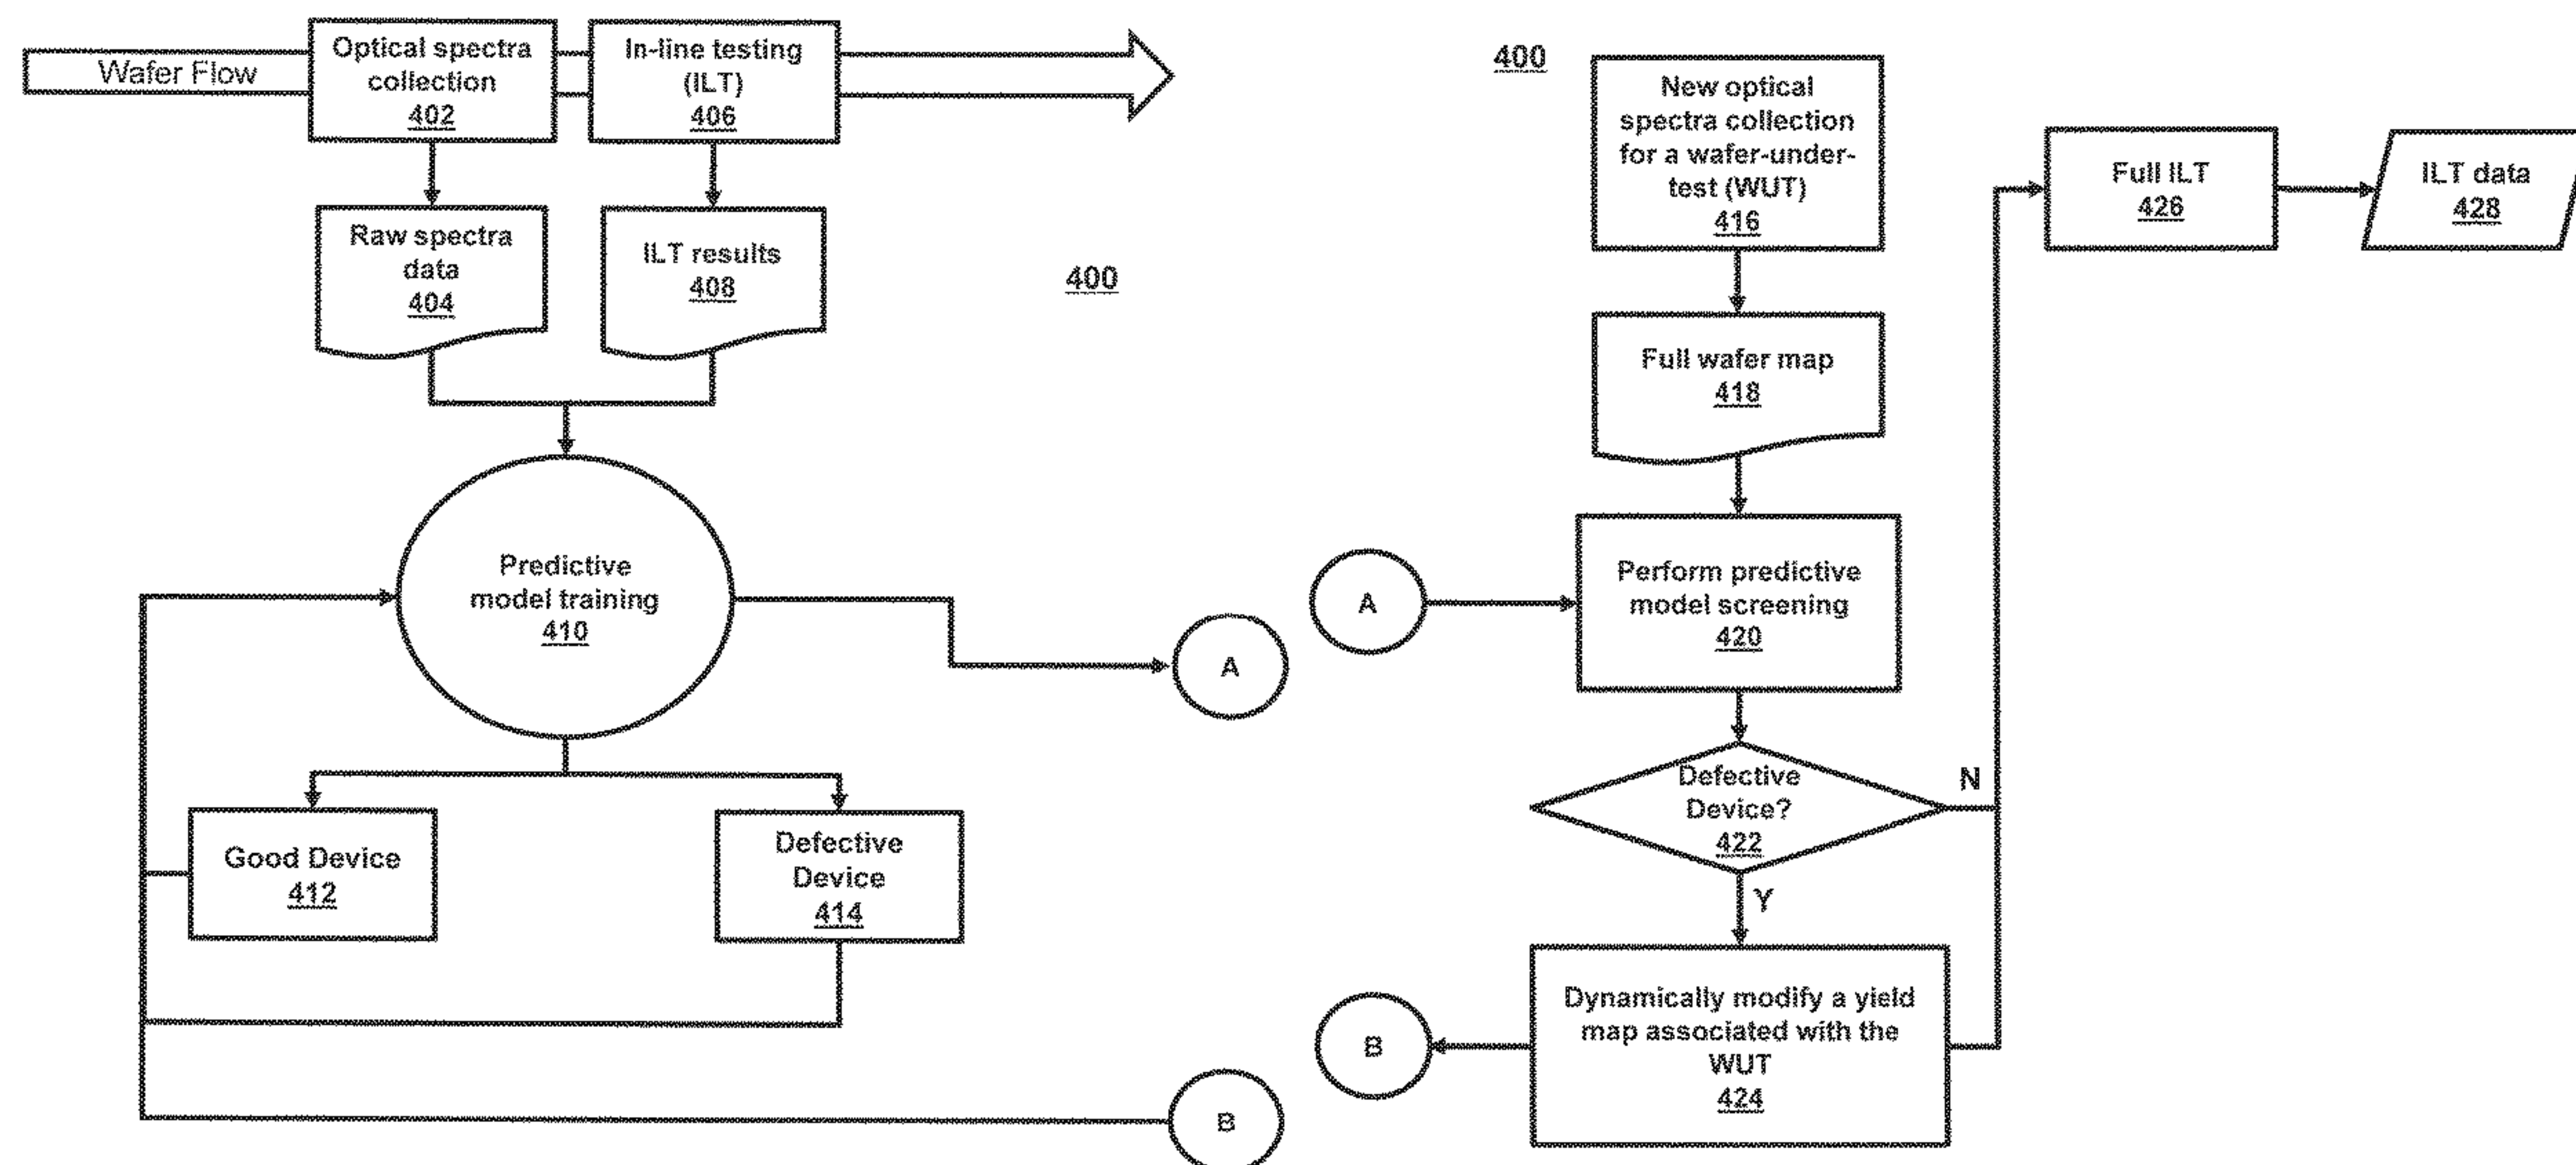 Wafer Flow
Optical spectra
collection
402
In-line testing
(ILT)
406
Raw spectra
data
404
ILT results
408
400
Predictive
model training
410
A
Good Device
412
Defective
Device
414
B
400
New optical
spectra collection
for a wafer-under-
test (WUT)
416
Full wafer map
418
A
Perform predictive
model screening
420
Defective
Device?
422
N
Y
B
Dynamically modify a yield
map associated with the
WUT
424
Full ILT
426
ILT data
428